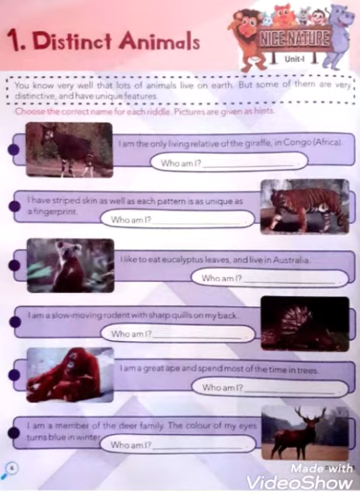 1. Distinct Animals
NICE NATURE
Unit-I
You know very well that lots of animals live on earth. But some of them are very
distinctive, and have unique features.
Choose the correct name for each riddle. Pictures are given as hints.
I am the only living relative of the giraffe, in Congo (Africa).
Who am I?
I have striped skin as well as each pattern is as unique as
a fingerprint.
Who am I?
I like to eat eucalyptus leaves, and live in Australia.
Who am I?
I am a slow-moving rodent with sharp quills on my back.
Who am I?
I am a great ape and spend most of the time in trees.
Who am I?
I am a member of the deer family. The colour of my eyes
turns blue in winter.
Who am I?
6
Made with
VideoShow